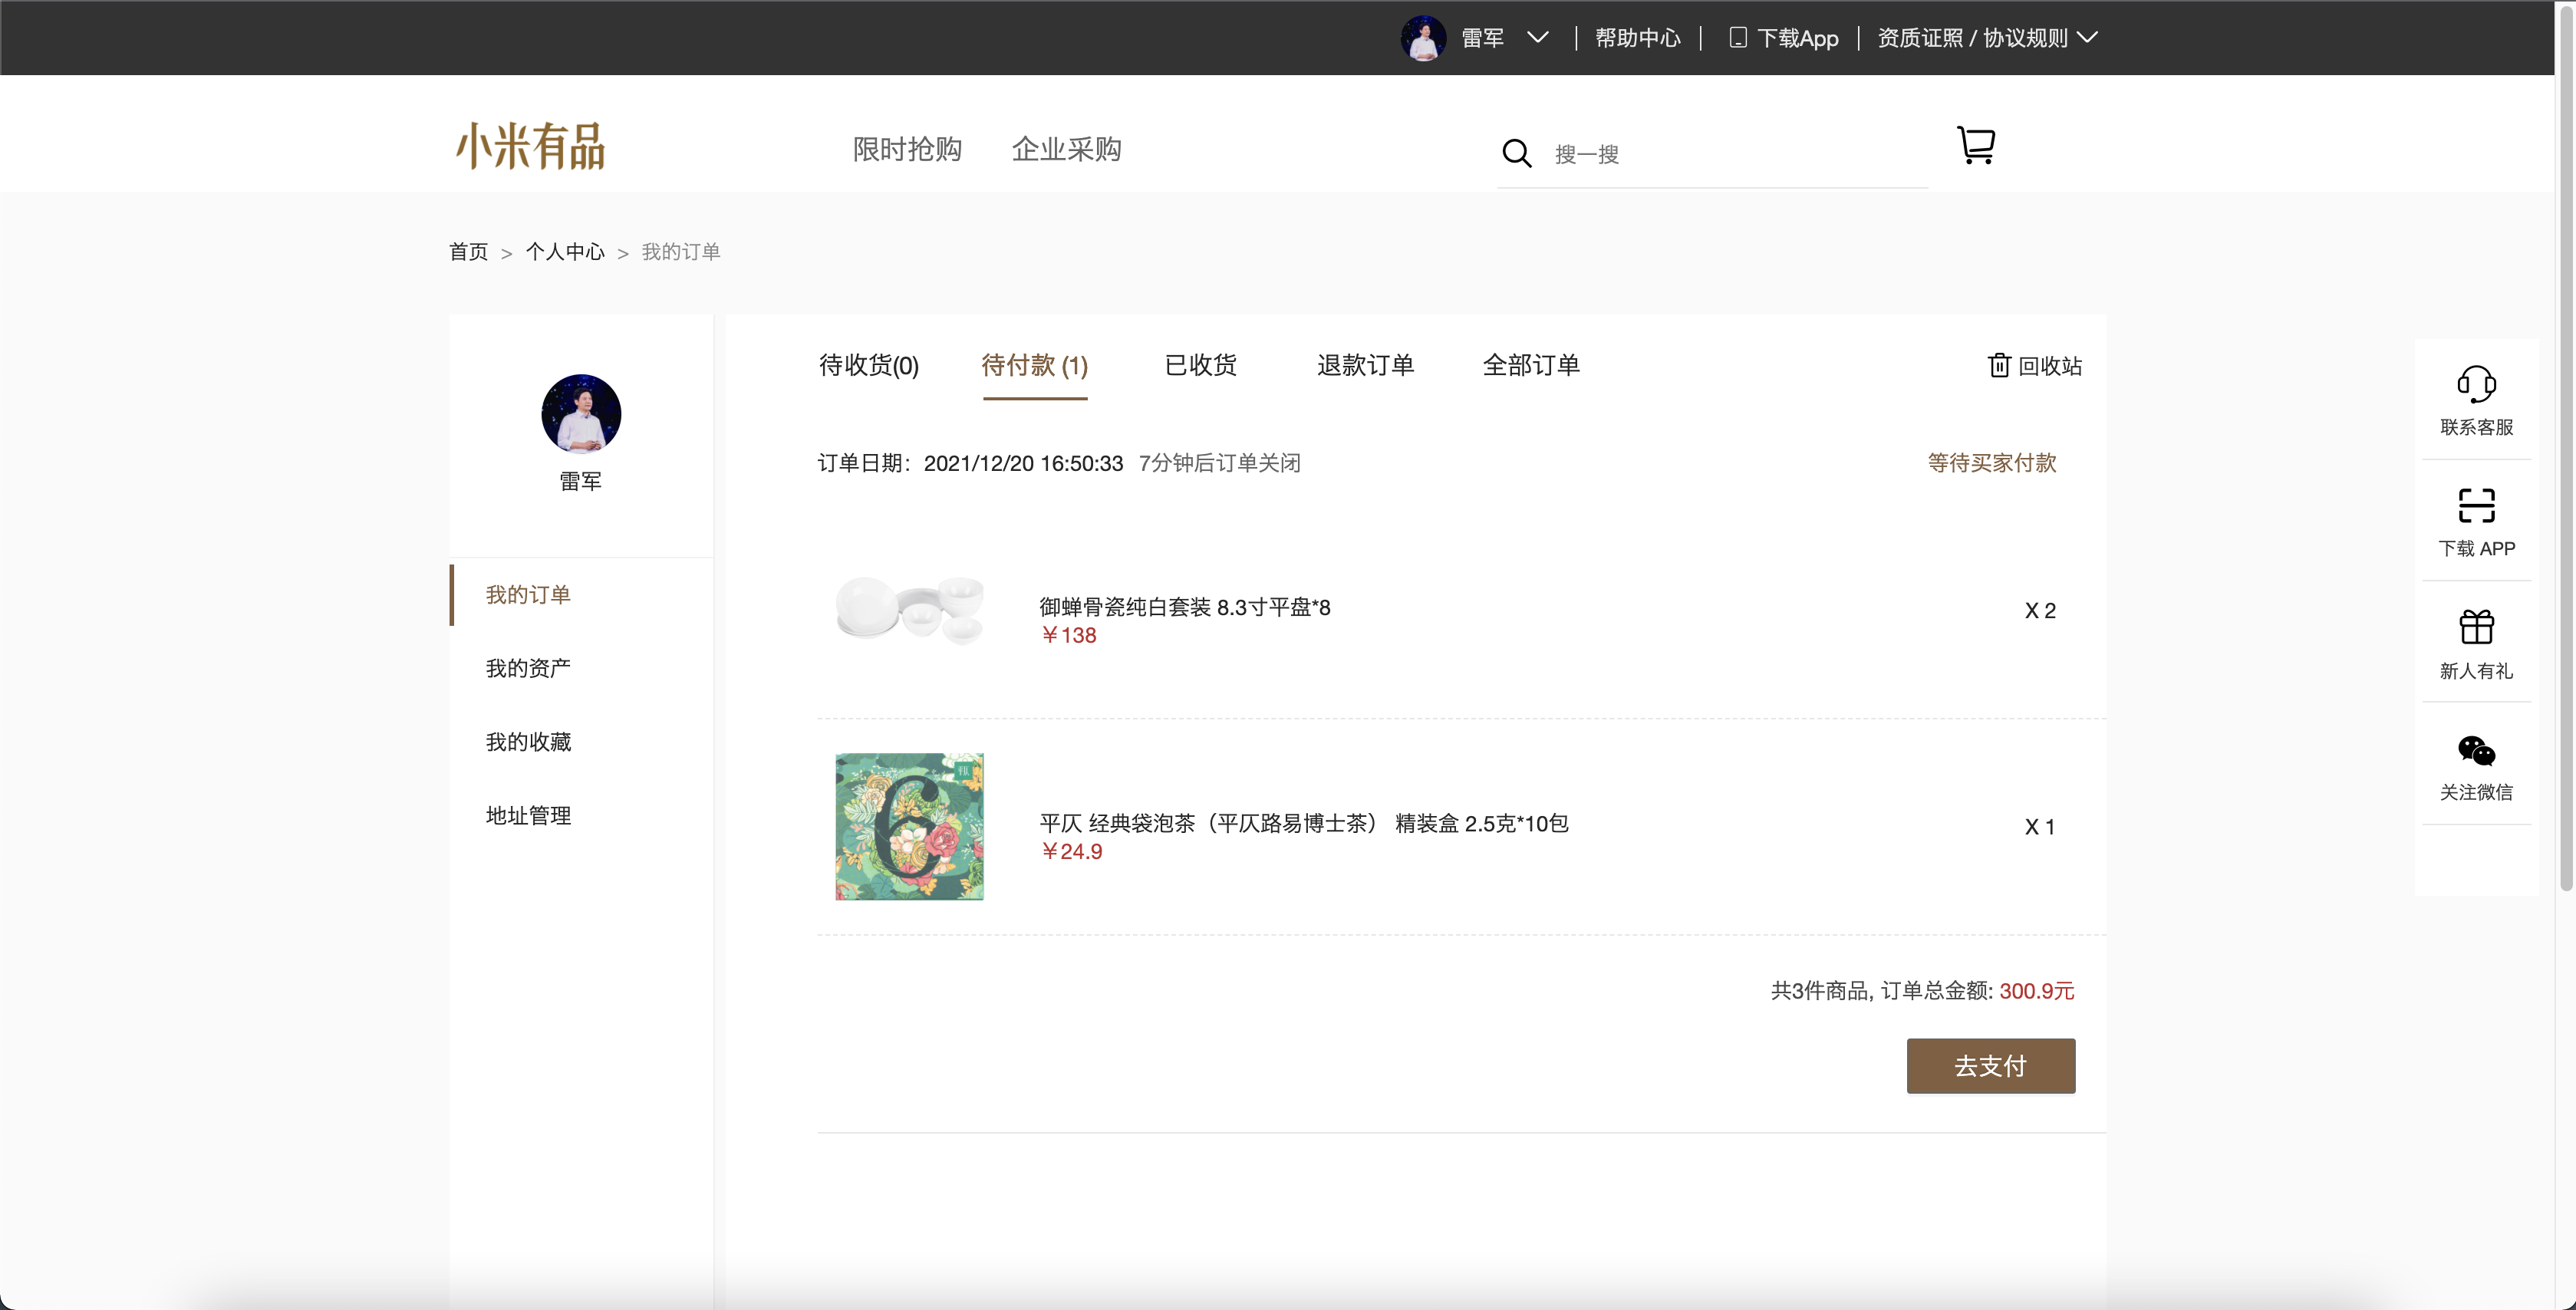 雷军 帮助中心 下载App 资质证照 / 协议规则
小米有品 限时抢购 企业采购 搜一搜
首页 > 个人中心 > 我的订单
待收货(0) 待付款 (1) 已收货 退款订单 全部订单 回收站
雷军
我的订单
我的资产
我的收藏
地址管理
订单日期：2021/12/20 16:50:33 7分钟后订单关闭 等待买家付款
御蝉骨瓷纯白套装 8.3寸平盘*8 X 2
￥138
平仄
平仄 经典袋泡茶（平仄路易博士茶） 精装盒 2.5克*10包 X 1
￥24.9
共3件商品, 订单总金额: 300.9元
去支付
联系客服
下载 APP
新人有礼
关注微信